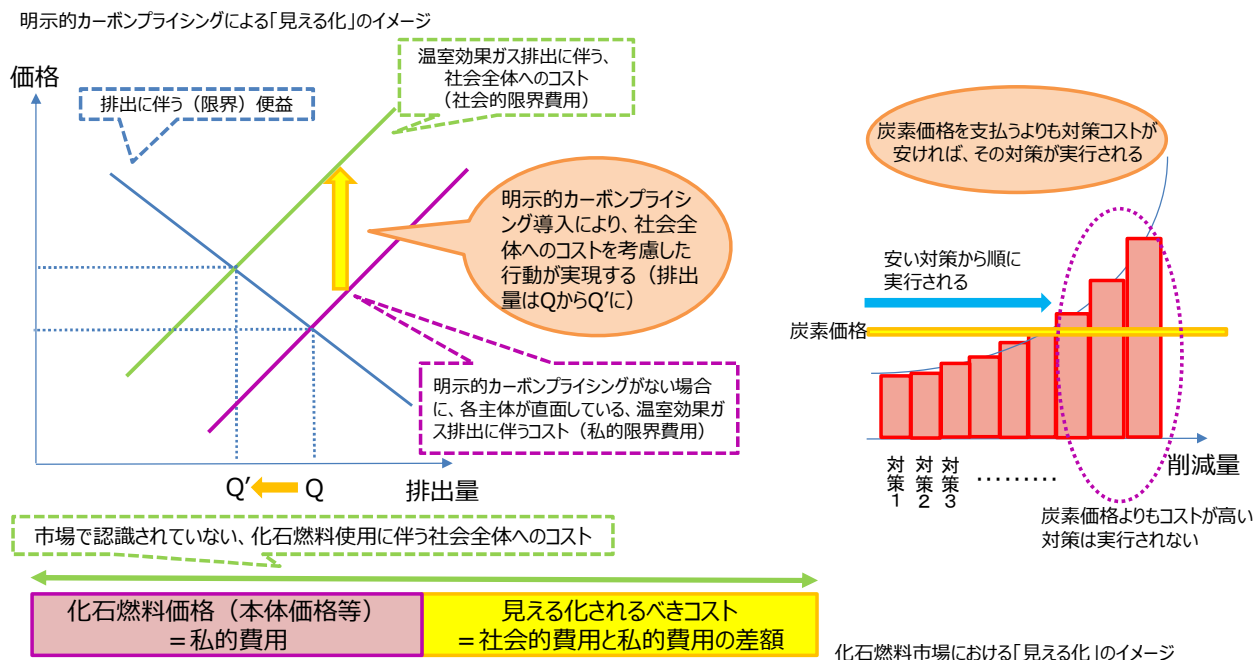 明示的カーボンプライシングによる「見える化」のイメージ
価格
排出に伴う（限界）便益
温室効果ガス排出に伴う、
社会全体へのコスト
（社会的限界費用）
明示的カーボンプライシ
ング導入により、社会全
体へのコストを考慮した
行動が実現する（排出
量はQからQ’に）
明示的カーボンプライシングがない場合
に、各主体が直面している、温室効果ガ
ス排出に伴うコスト（私的限界費用）
Q’
Q
排出量
炭素価格を支払うよりも対策コストが
安ければ、その対策が実行される
安い対策から順に
実行される
炭素価格
対策1
対策2
対策3
………
削減量
炭素価格よりもコストが高い
対策は実行されない
市場で認識されていない、化石燃料使用に伴う社会全体へのコスト
化石燃料価格（本体価格等）
＝私的費用
見える化されるべきコスト
＝社会的費用と私的費用の差額
化石燃料市場における「見える化」のイメージ